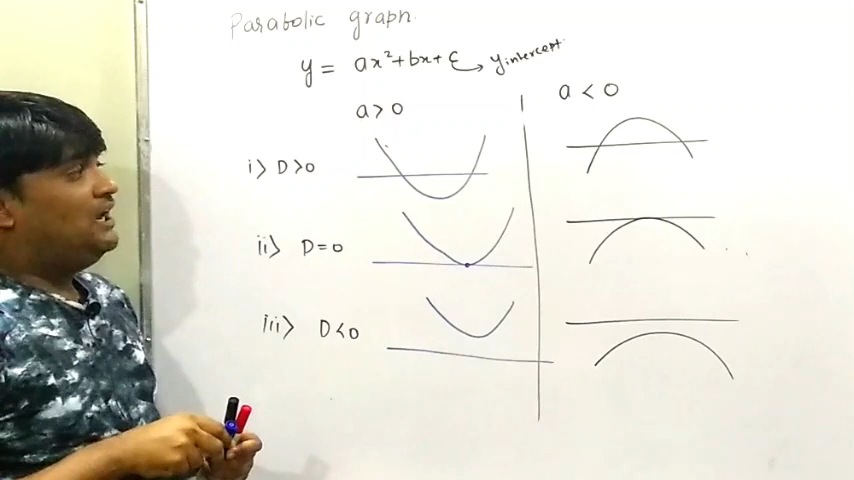 Parabolic graph.
y = ax²+bx+c → y intercept
a > 0
a < 0
i> D>0
ii> D=0
iii> D<0